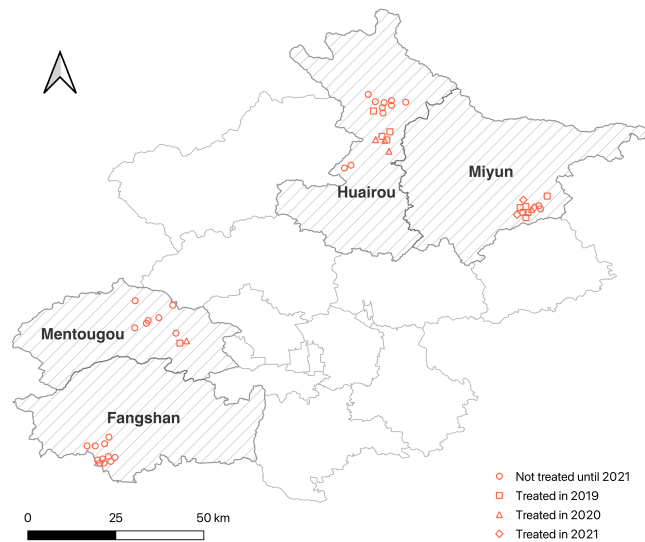 Huairou
Miyun
Mentougou
Fangshan
Not treated until 2021
Treated in 2019
Treated in 2020
Treated in 2021
0 25 50 km